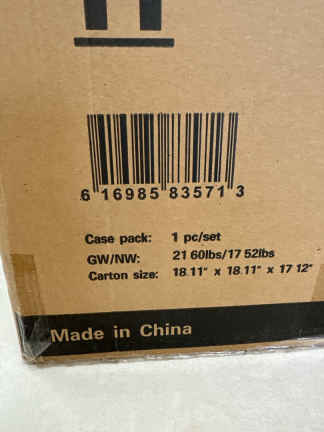 6 16985 83571 3
Case pack: 1 pc/set
GW/NW: 21 60lbs/17 52lbs
Carton size: 18 11" x 18.11" x 17 12"
Made in China